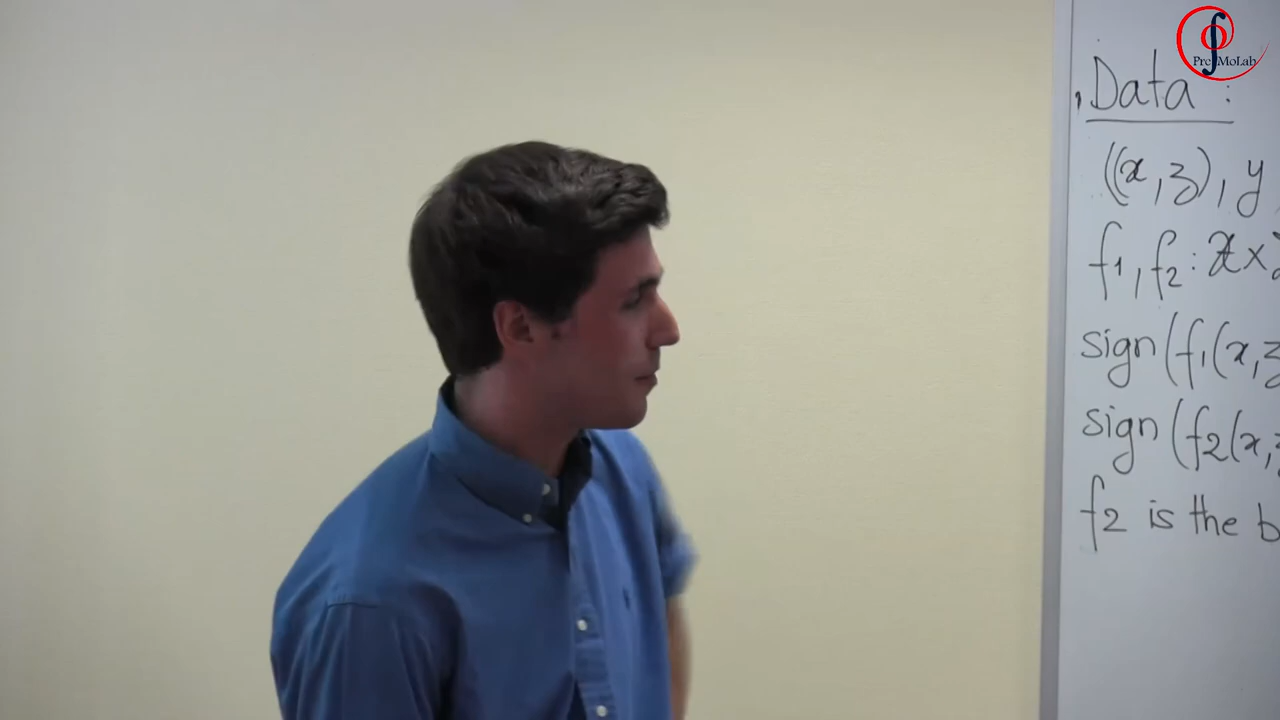 PreMoLab
Data :
((x, z), y
f1, f2 : X x
sign (f1(x, z
sign (f2(x, z
f2 is the b